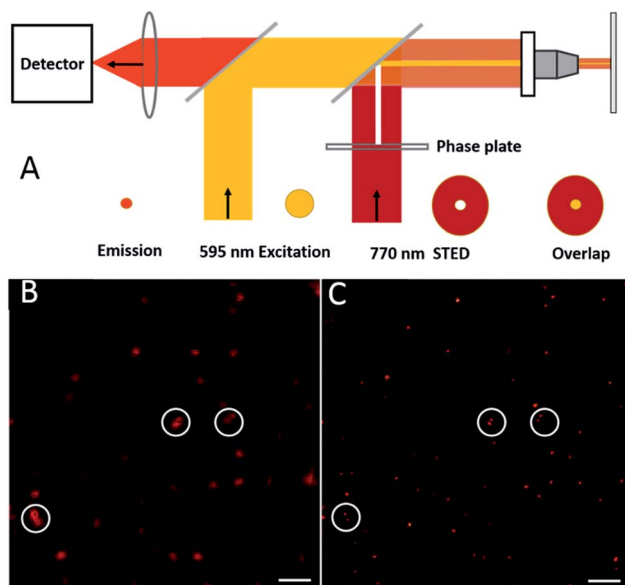 Detector
Phase plate
A
Emission
595 nm Excitation
770 nm STED
Overlap
B
C